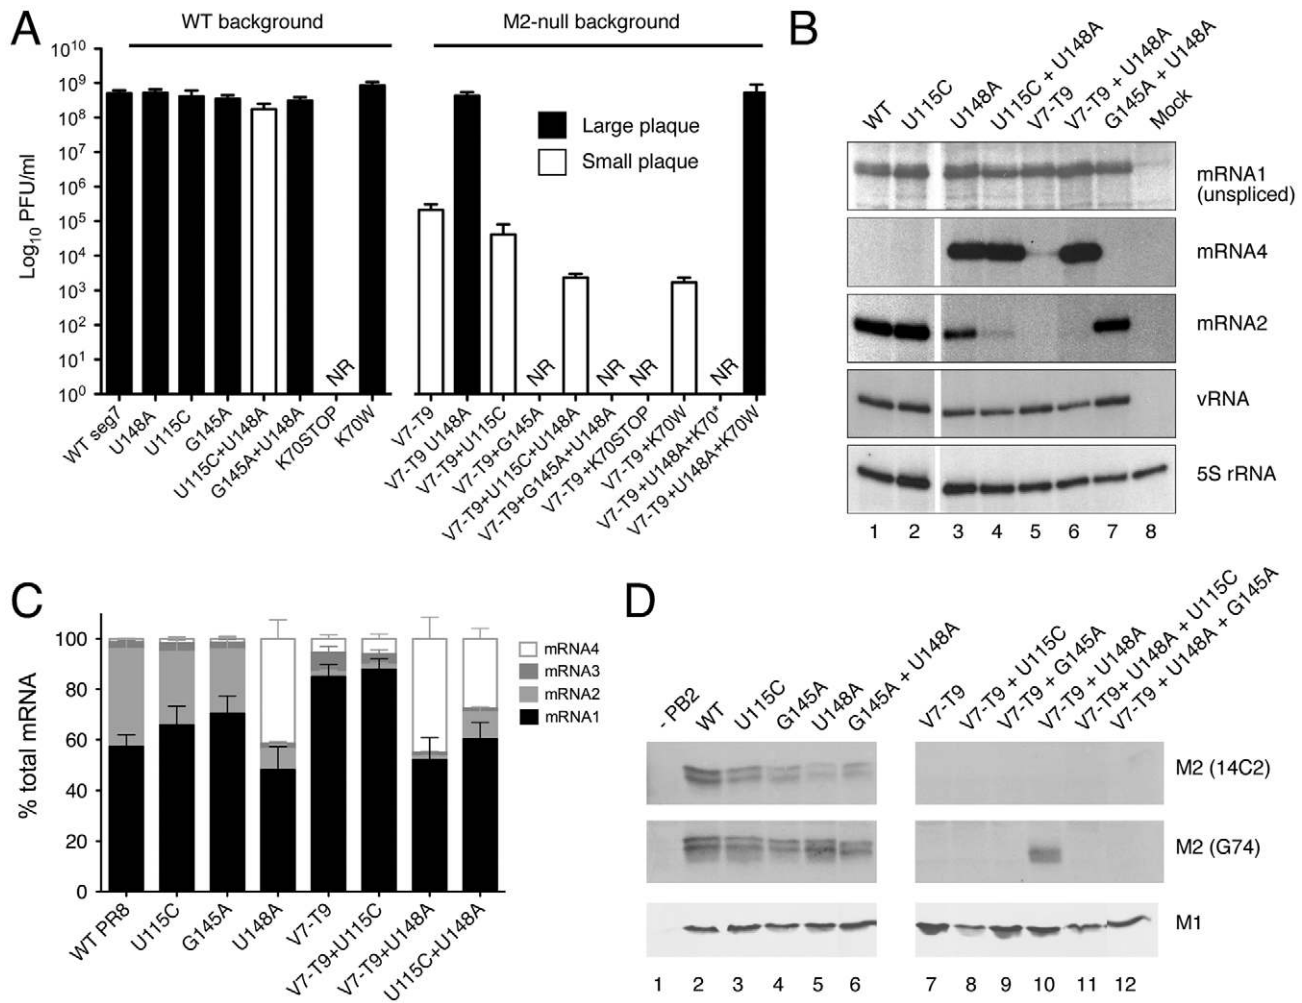 A
WT background
M2-null background
Log10 PFU/ml
10^10
10^9
10^8
10^7
10^6
10^5
10^4
10^3
10^2
10^1
10^0
Large plaque
Small plaque
NR
NR
NR
NR
NR
WT seg7
U148A
U115C
G145A
U115C+U148A
G145A+U148A
K70STOP
K70W
V7-T9
V7-T9+U148A
V7-T9+U115C
V7-T9+G145A
V7-T9+U115C+U148A
V7-T9+G145A+U148A
V7-T9+K70STOP
V7-T9+K70W
V7-T9+U148A+K70*
V7-T9+U148A+K70W
B
WT
U115C
U148A
U115C + U148A
V7-T9
V7-T9 + U148A
G145A + U148A
Mock
mRNA1
(unspliced)
mRNA4
mRNA2
vRNA
5S rRNA
1 2 3 4 5 6 7 8
C
% total mRNA
100
80
60
40
20
0
mRNA4
mRNA3
mRNA2
mRNA1
WT PR8
U115C
G145A
U148A
V7-T9
V7-T9+U115C
V7-T9+U148A
U115C+U148A
D
- PB2
WT
U115C
G145A
U148A
G145A + U148A
V7-T9
V7-T9 + U115C
V7-T9 + G145A
V7-T9 + U148A
V7-T9+ U148A + U115C
V7-T9 + U148A + G145A
M2 (14C2)
M2 (G74)
M1
1 2 3 4 5 6 7 8 9 10 11 12